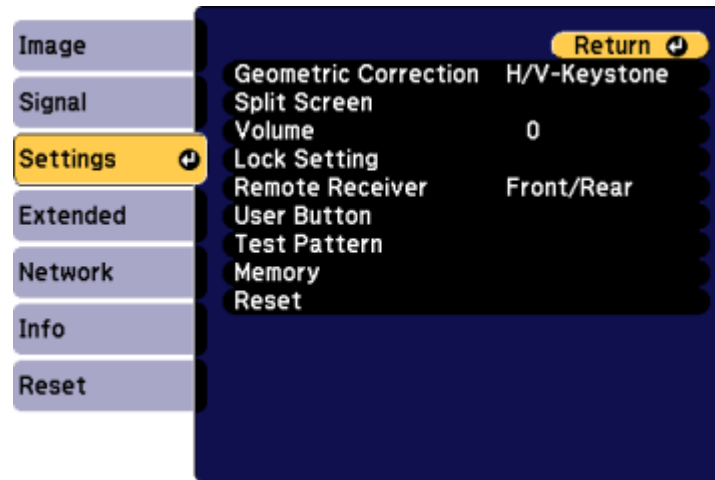 Image
Signal
Settings
Extended
Network
Info
Reset
Return
Geometric Correction H/V-Keystone
Split Screen
Volume 0
Lock Setting
Remote Receiver Front/Rear
User Button
Test Pattern
Memory
Reset